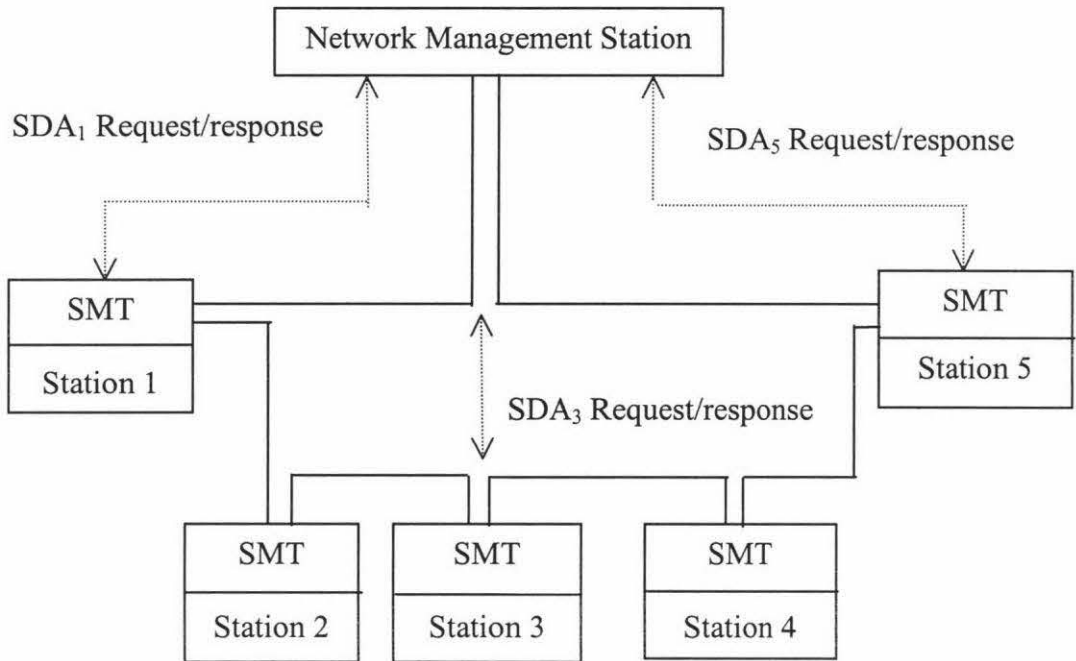 Network Management Station
SDA₁ Request/response
SDA₅ Request/response
SMT
Station 1
SMT
Station 5
SDA₃ Request/response
SMT
Station 2
SMT
Station 3
SMT
Station 4